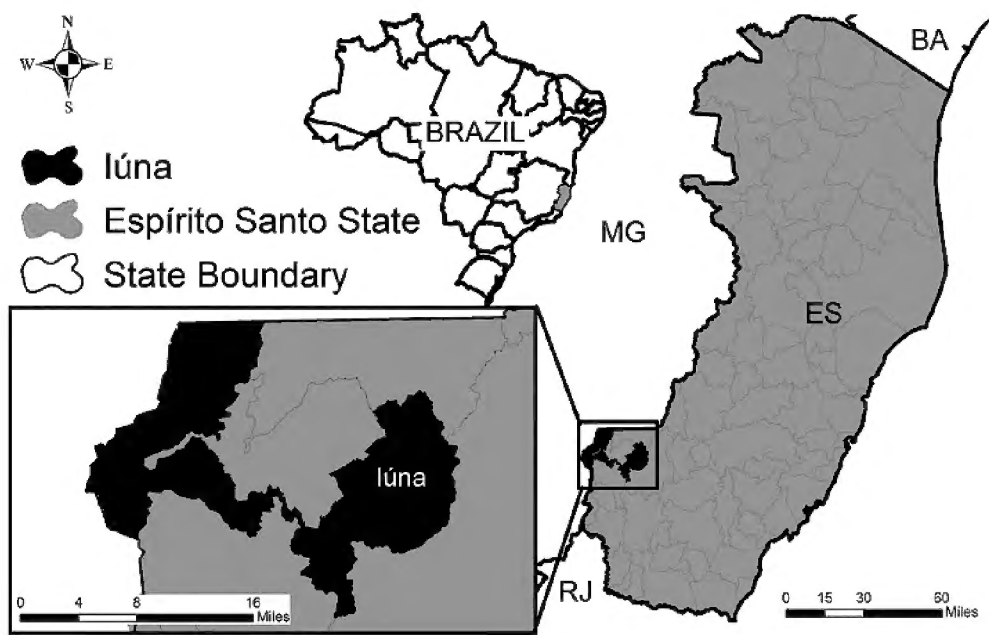 N
W E
S
Iúna
Espírito Santo State
State Boundary
BRAZIL
BA
MG
ES
RJ
Iúna
0 4 8 16
Miles
0 15 30 60
Miles